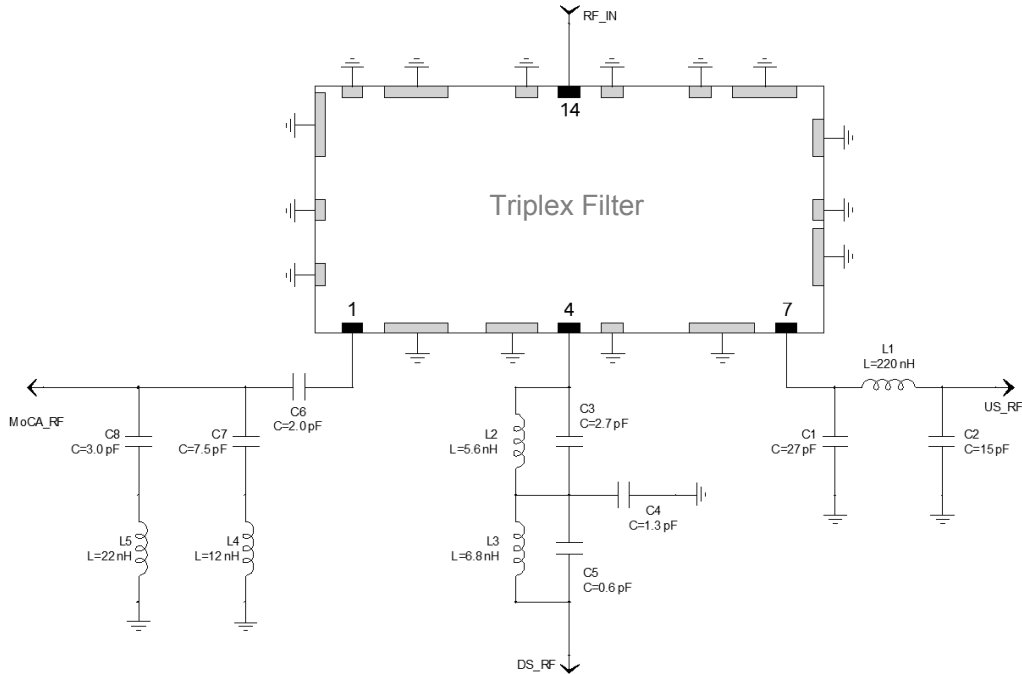 RF_IN
14
Triplex Filter
1
4
7
L1
L=220 nH
MoCA_RF
C6
C=2.0 pF
US_RF
C8
C=3.0 pF
C7
C=7.5 pF
C3
C=2.7 pF
L2
L=5.6 nH
C1
C=27 pF
C2
C=15 pF
C4
C=1.3 pF
L5
L=22 nH
L4
L=12 nH
L3
L=6.8 nH
C5
C=0.6 pF
DS_RF